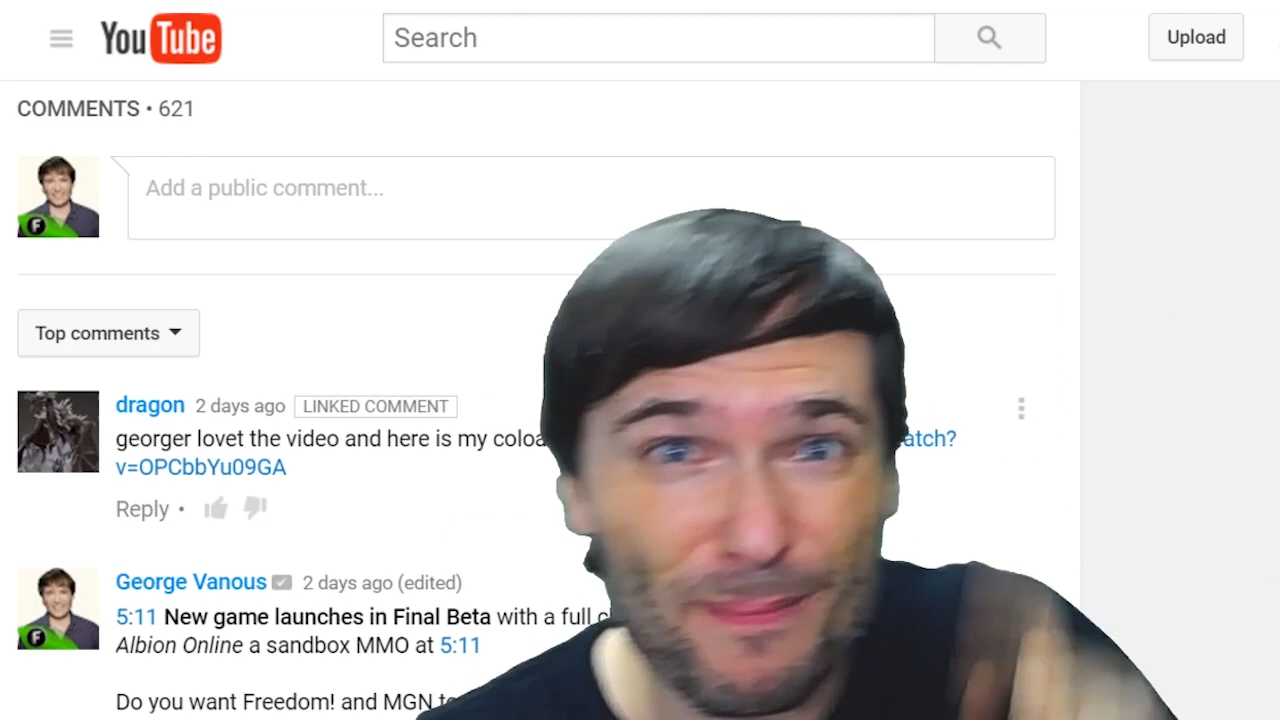 YouTube
Search
Upload
COMMENTS • 621
F
Add a public comment...
Top comments
dragon 2 days ago LINKED COMMENT
georger lovet the video and here is my coloa atch?
v=OPCbbYu09GA
Reply •
George Vanous 2 days ago (edited)
5:11 New game launches in Final Beta with a full
F
Albion Online a sandbox MMO at 5:11
Do you want Freedom! and MGN